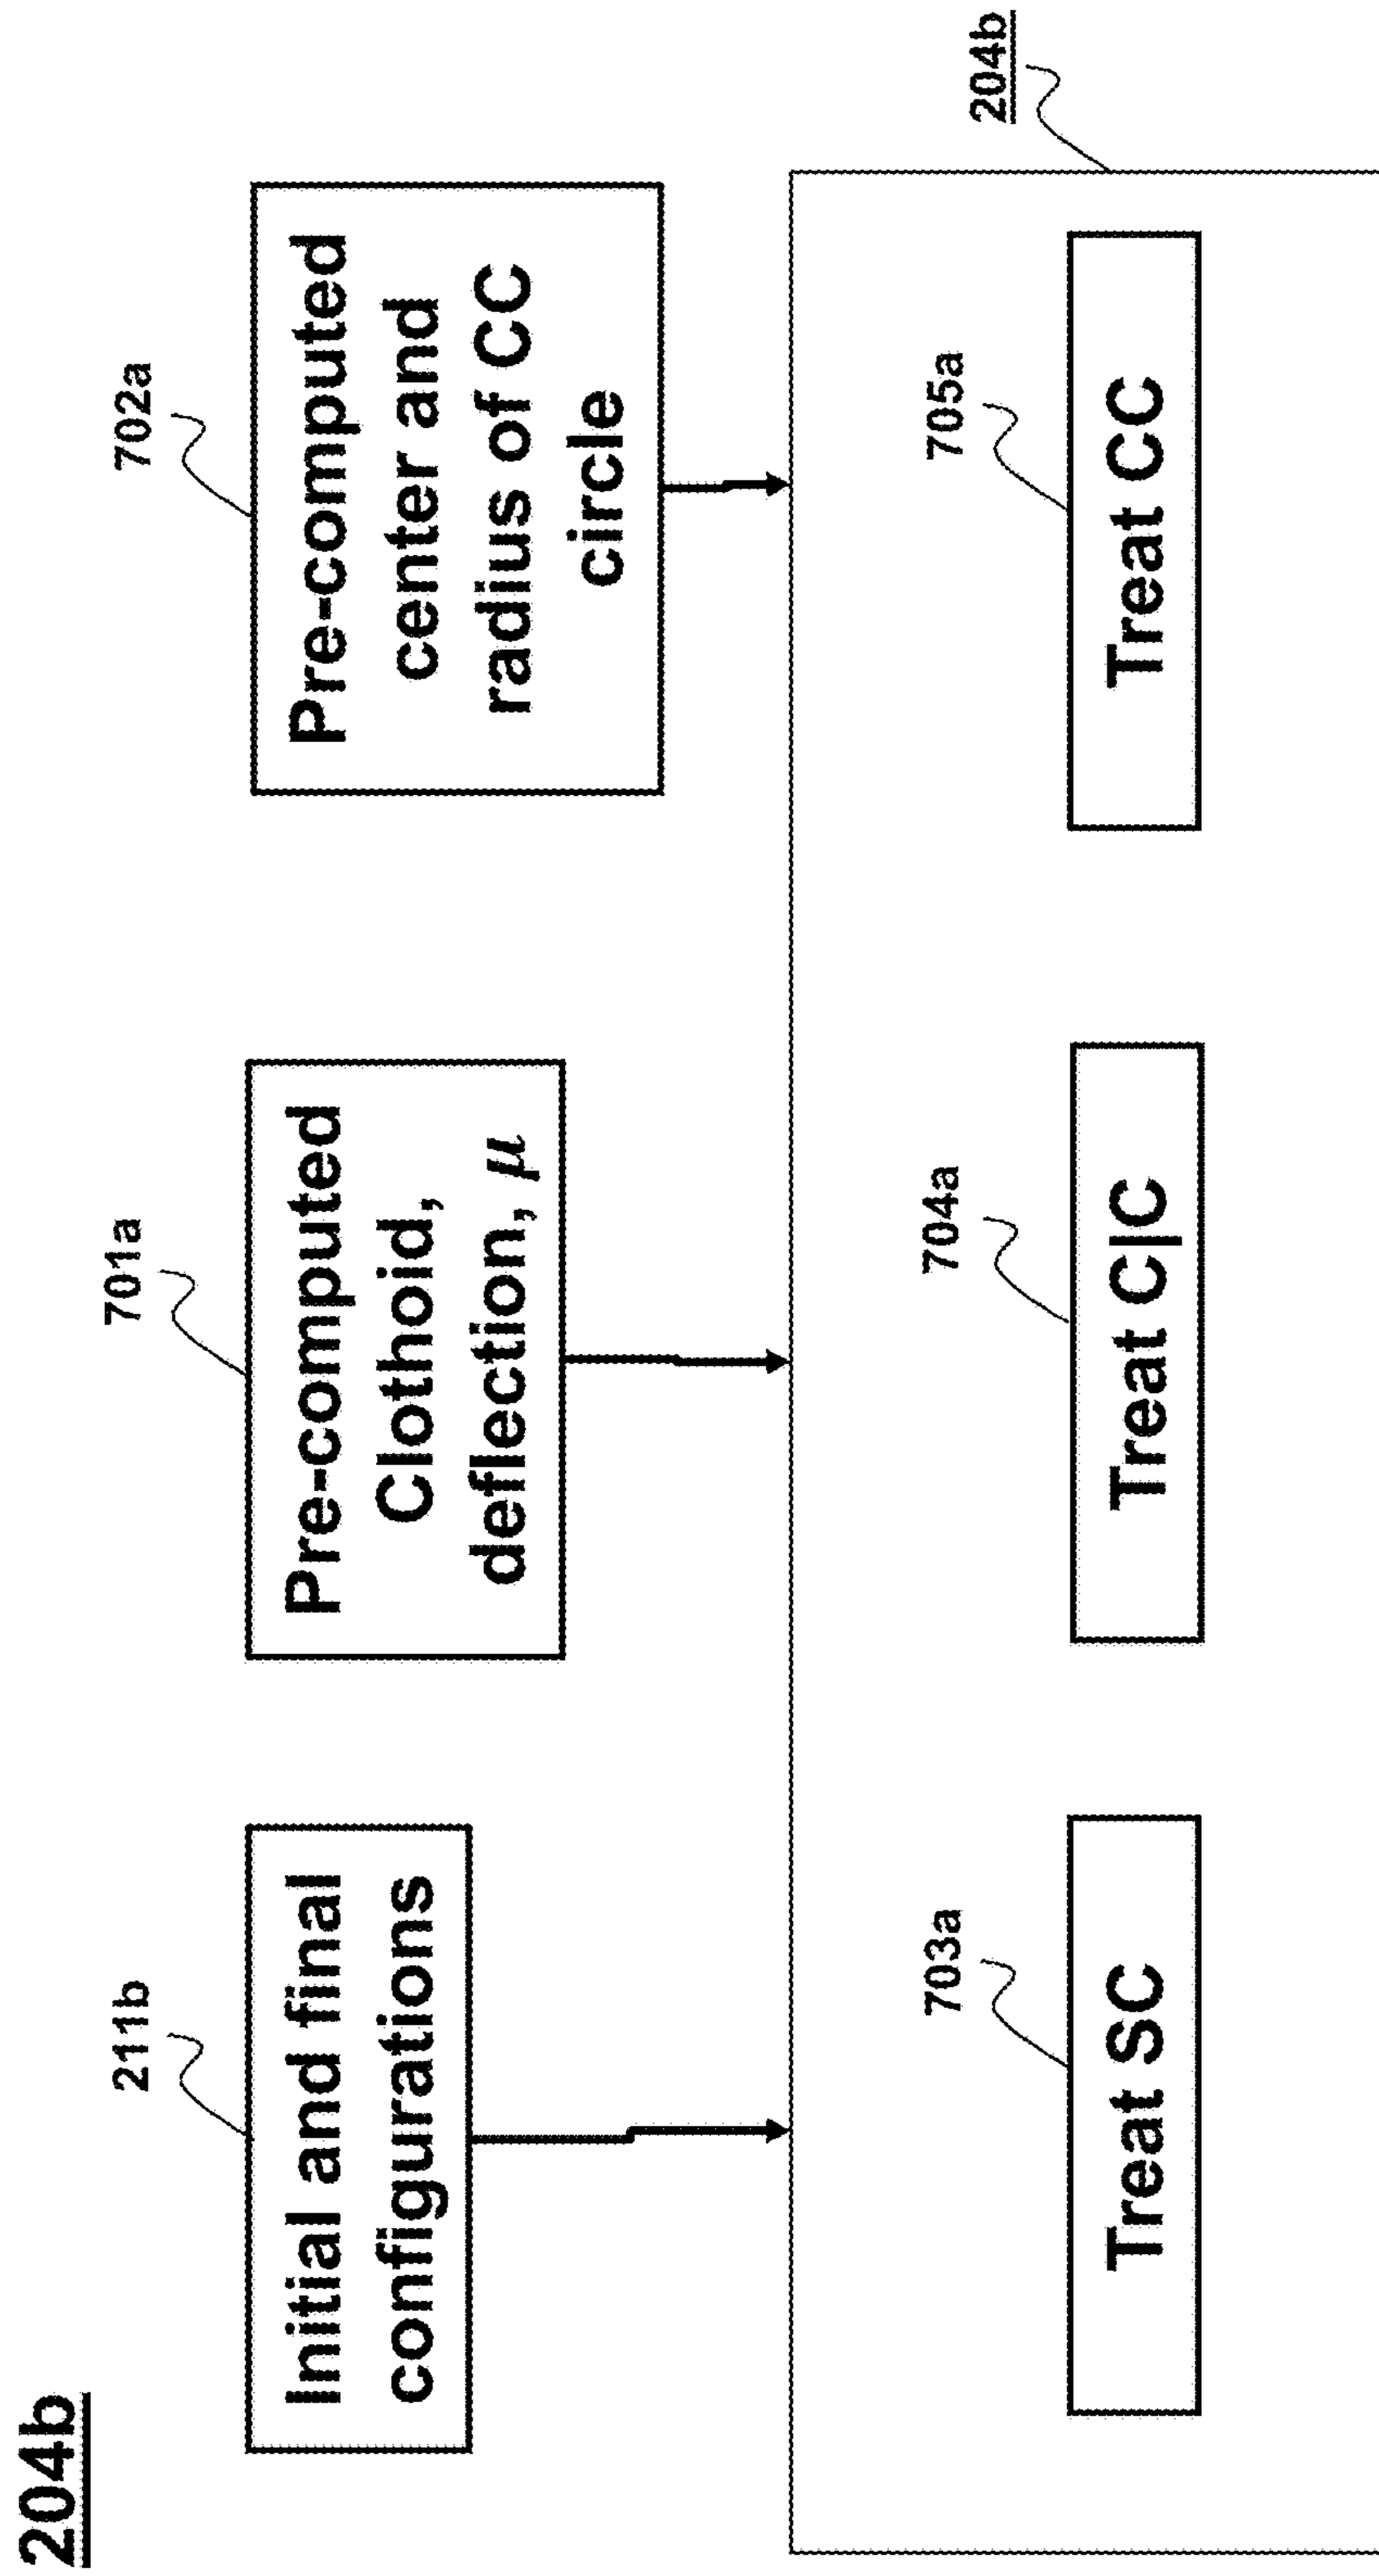 204b
211b
Initial and final
configurations
701a
Pre-computed
Clothoid,
deflection, μ
702a
Pre-computed
center and
radius of CC
circle
204b
703a
Treat SC
704a
Treat C|C
705a
Treat CC